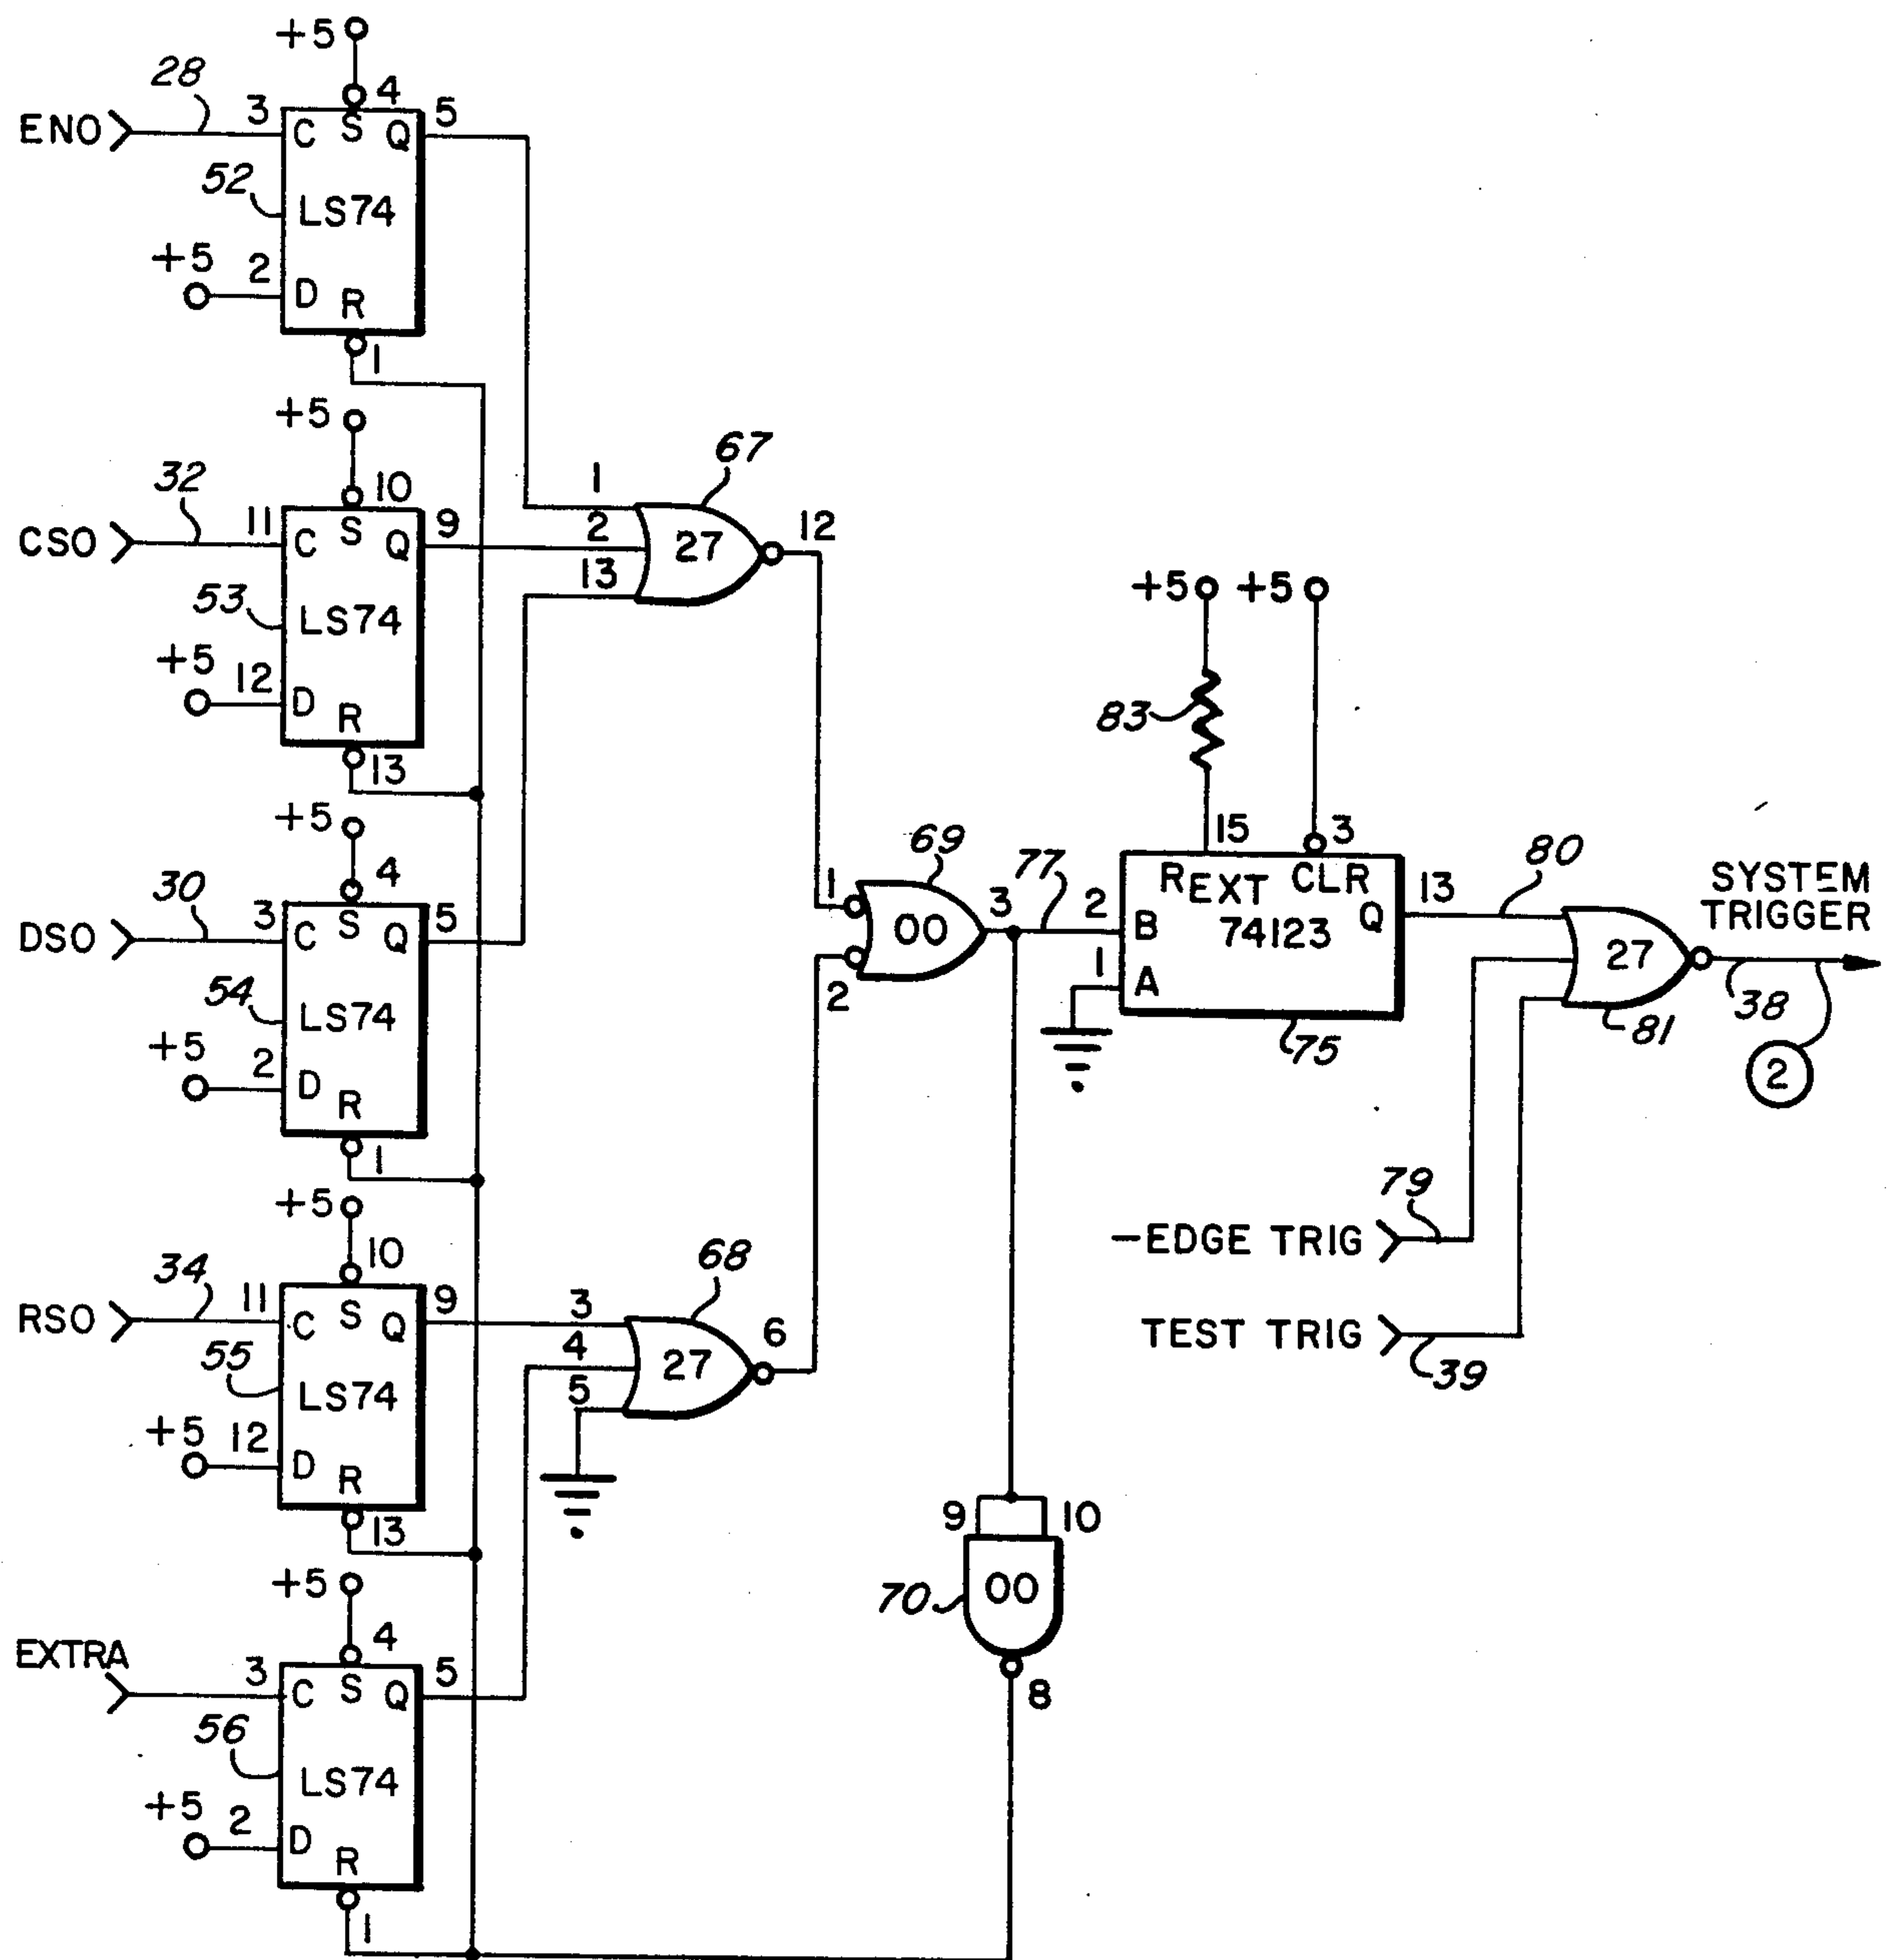 +5
28
4
3
5
ENO
C
S
Q
52
LS74
+5
2
D
R
1
+5
32
10
11
9
CSO
C
S
Q
53
LS74
+5
12
D
R
13
+5
30
4
3
5
DSO
C
S
Q
54
LS74
+5
2
D
R
1
+5
34
10
11
9
RSO
C
S
Q
55
LS74
+5
12
D
R
13
+5
EXTRA
4
3
5
C
S
Q
56
LS74
+5
2
D
R
1
67
1
2
13
27
12
68
3
4
5
27
6
69
1
2
00
3
77
9
10
70
00
8
+5
+5
83
15
3
REXT
CLR
2
B
74123
Q
13
1
A
75
80
SYSTEM
TRIGGER
27
81
38
2
79
-EDGE TRIG
TEST TRIG
39